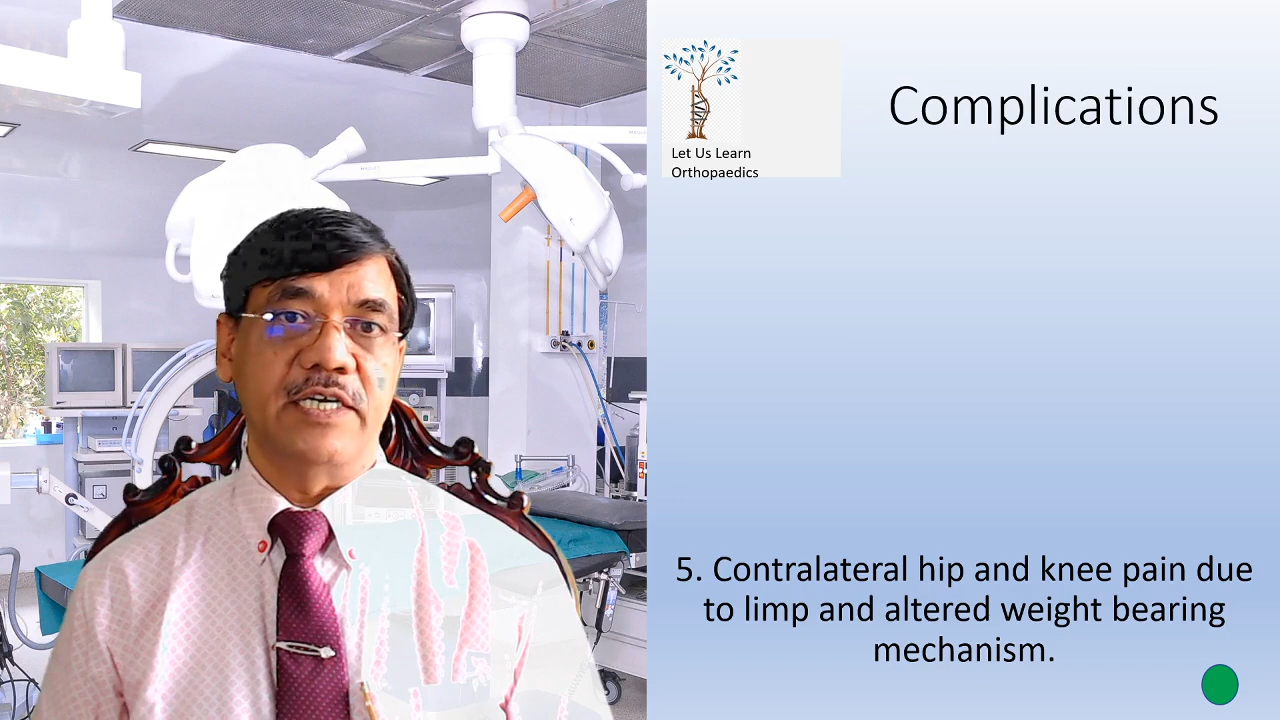 Complications
Let Us Learn
Orthopaedics
5. Contralateral hip and knee pain due
to limp and altered weight bearing
mechanism.